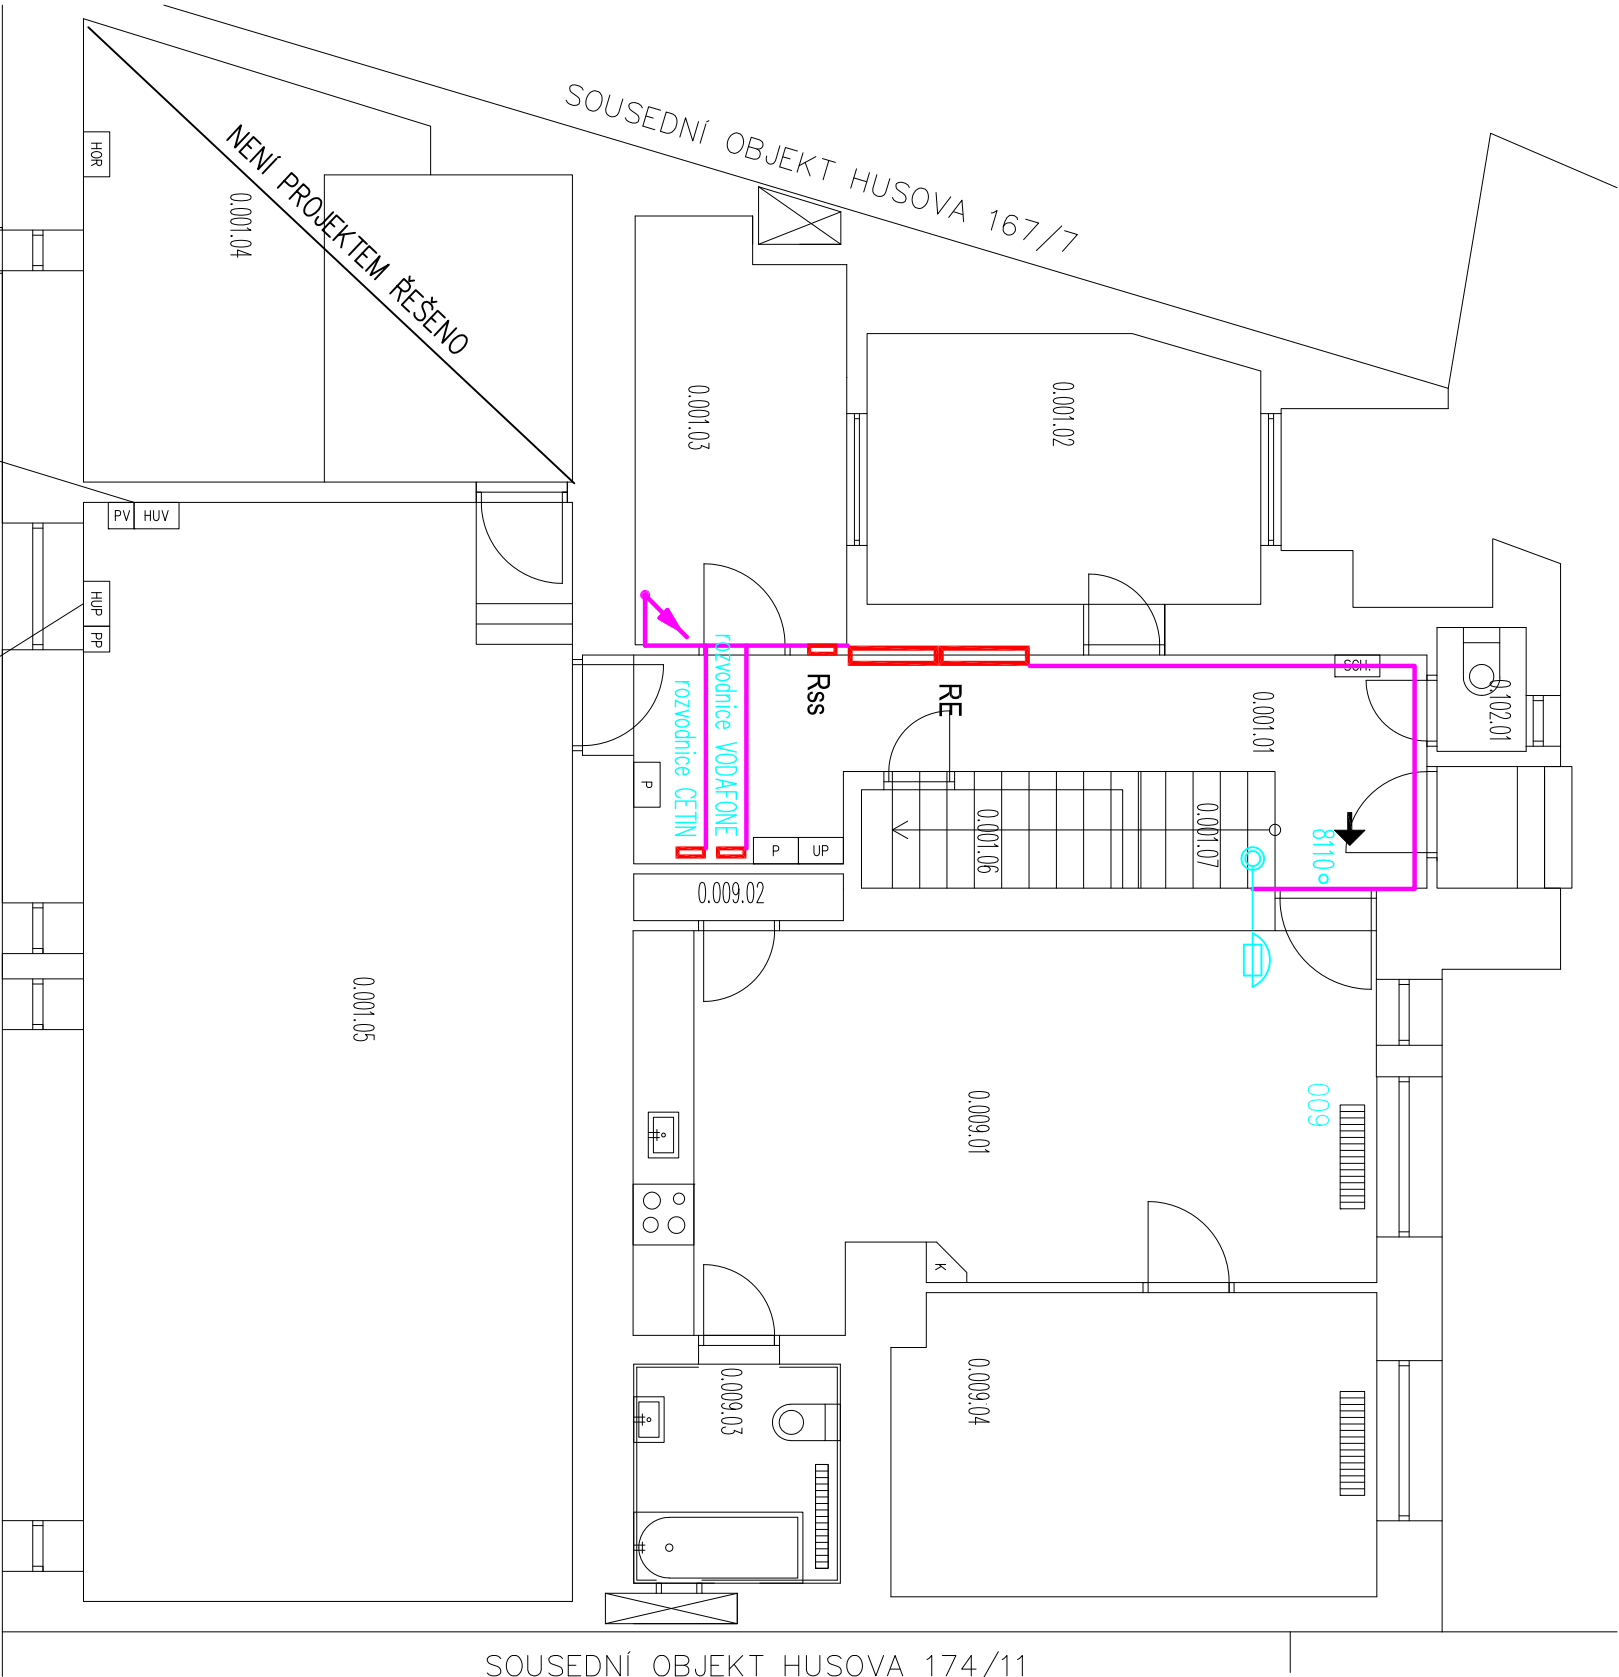 SOUSEDNÍ OBJEKT HUSOVA 167/7
NENÍ PROJEKTEM ŘEŠENO
HOR
0.001.04
0.001.03
0.001.02
PV
HUV
HUP
PP
SCH.
0.102.01
0.001.01
Rss
RE
rozvodnice VODAFONE
rozvodnice CETIN
P
P
UP
0.001.06
0.001.07
8110
0.009.02
0.001.05
0.009.01
009
K
0.009.03
0.009.04
SOUSEDNÍ OBJEKT HUSOVA 174/11